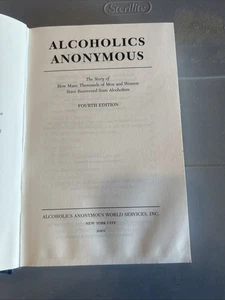 Sterilite
ALCOHOLICS
ANONYMOUS
The Story of
How Many Thousands of Men and Women
Have Recovered from Alcoholism
FOURTH EDITION
ALCOHOLICS ANONYMOUS WORLD SERVICES, INC.
NEW YORK CITY
2001